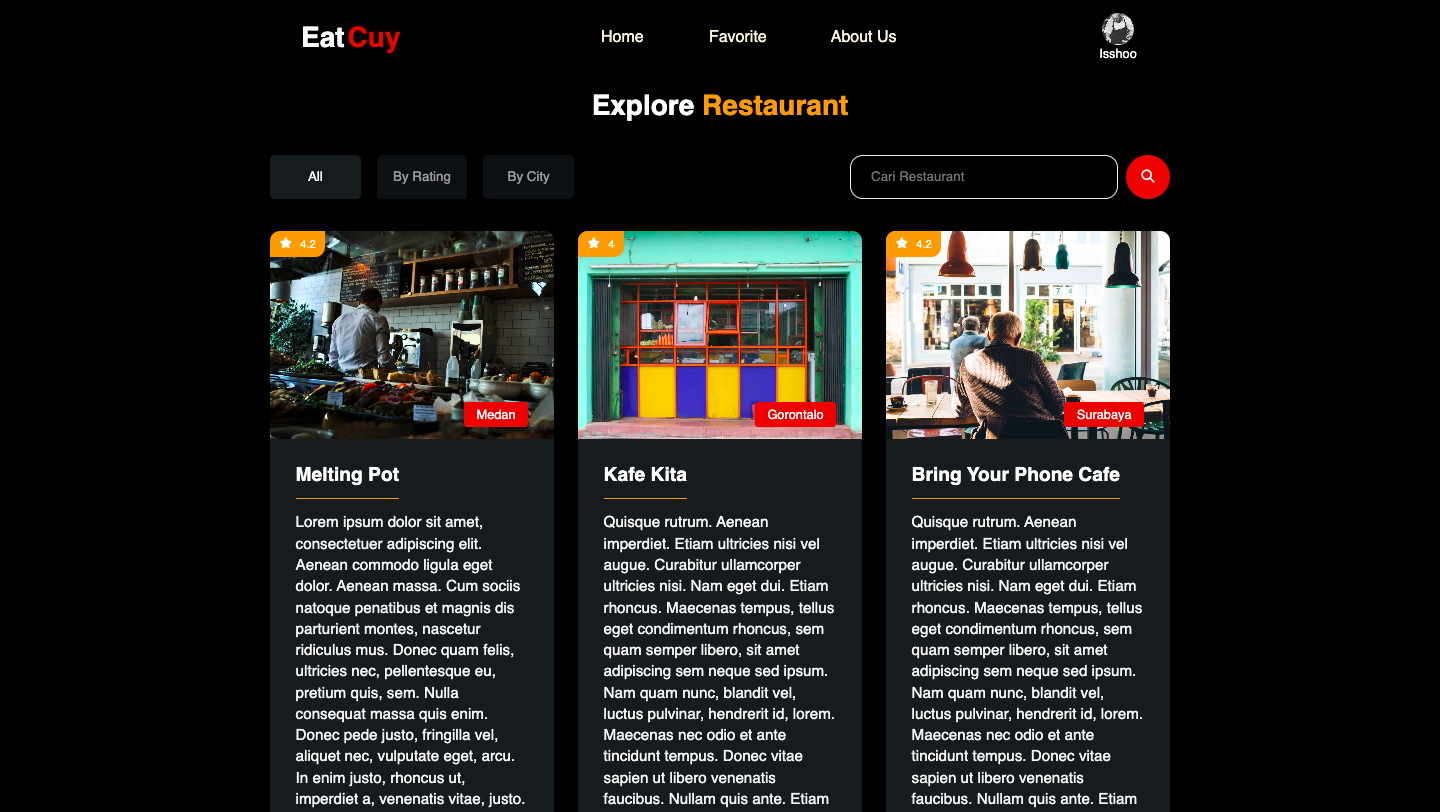 Eat Cuy
Home
Favorite
About Us
Isshoo
Explore Restaurant
All
By Rating
By City
Cari Restaurant
4.2
4
4.2
Medan
Gorontalo
Surabaya
Melting Pot
Lorem ipsum dolor sit amet,
consectetuer adipiscing elit.
Aenean commodo ligula eget
dolor. Aenean massa. Cum sociis
natoque penatibus et magnis dis
parturient montes, nascetur
ridiculus mus. Donec quam felis,
ultricies nec, pellentesque eu,
pretium quis, sem. Nulla
consequat massa quis enim.
Donec pede justo, fringilla vel,
aliquet nec, vulputate eget, arcu.
In enim justo, rhoncus ut,
imperdiet a, venenatis vitae, justo.
Kafe Kita
Quisque rutrum. Aenean
imperdiet. Etiam ultricies nisi vel
augue. Curabitur ullamcorper
ultricies nisi. Nam eget dui. Etiam
rhoncus. Maecenas tempus, tellus
eget condimentum rhoncus, sem
quam semper libero, sit amet
adipiscing sem neque sed ipsum.
Nam quam nunc, blandit vel,
luctus pulvinar, hendrerit id, lorem.
Maecenas nec odio et ante
tincidunt tempus. Donec vitae
sapien ut libero venenatis
faucibus. Nullam quis ante. Etiam
Bring Your Phone Cafe
Quisque rutrum. Aenean
imperdiet. Etiam ultricies nisi vel
augue. Curabitur ullamcorper
ultricies nisi. Nam eget dui. Etiam
rhoncus. Maecenas tempus, tellus
eget condimentum rhoncus, sem
quam semper libero, sit amet
adipiscing sem neque sed ipsum.
Nam quam nunc, blandit vel,
luctus pulvinar, hendrerit id, lorem.
Maecenas nec odio et ante
tincidunt tempus. Donec vitae
sapien ut libero venenatis
faucibus. Nullam quis ante. Etiam